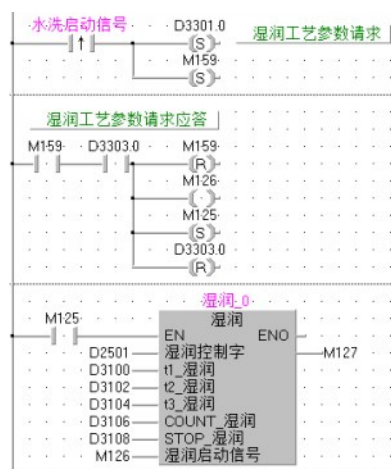 水洗启动信号 D3301.0 湿润工艺参数请求
↑ S
M159
S
湿润工艺参数请求应答
M159 D3303.0 M159
R
M126
M125
S
D3303.0
R
湿润_0
M125 湿润
EN ENO
D2501 湿润控制字 M127
D3100 t1_湿润
D3102 t2_湿润
D3104 t3_湿润
D3106 COUNT_湿润
D3108 STOP_湿润
M126 湿润启动信号